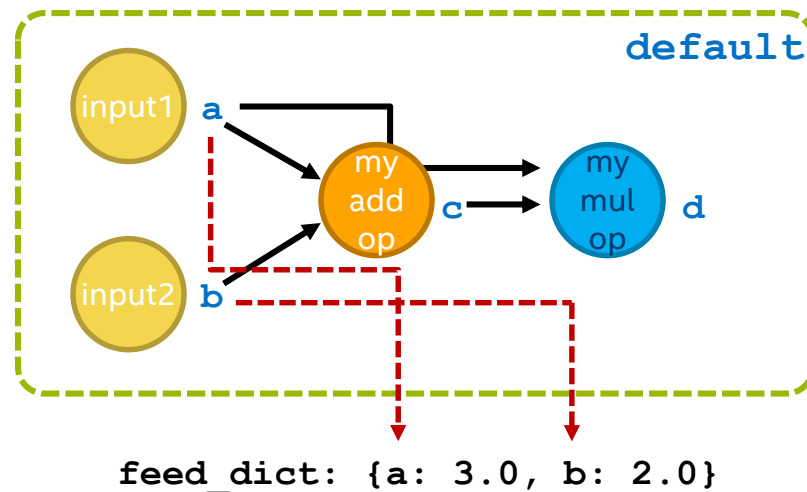 default
input1
a
my
add
op
c
my
mul
op
d
input2
b
feed_dict: {a: 3.0, b: 2.0}